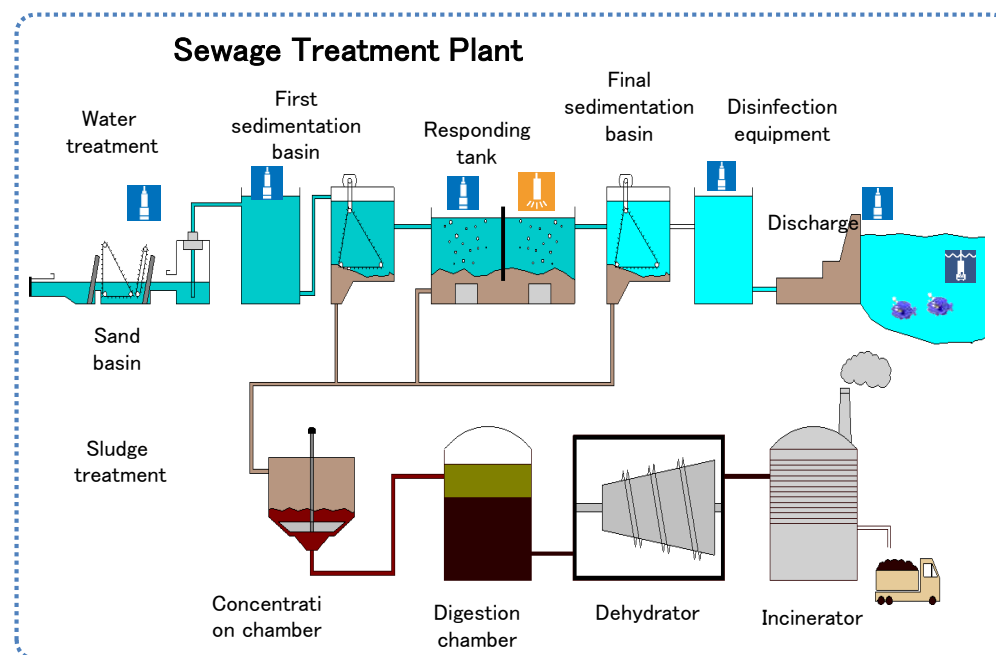 Sewage Treatment Plant
Water
treatment
First
sedimentation
basin
Responding
tank
Final
sedimentation
basin
Disinfection
equipment
Discharge
Sand
basin
Sludge
treatment
Concentrati
on chamber
Digestion
chamber
Dehydrator
Incinerator